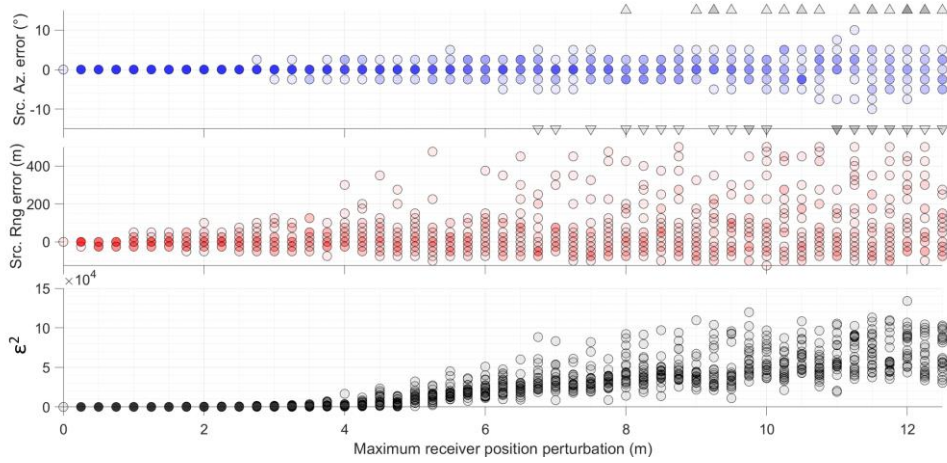 Src. Az. error (°)
10
0
-10
Src. Rng error (m)
400
200
0
×10⁴
ε²
15
10
5
0
0 2 4 6 8 10 12
Maximum receiver position perturbation (m)